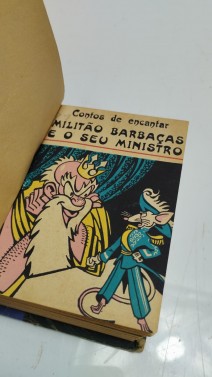 Contos de encantar
MILITÃO BARBAÇAS
E O SEU MINISTRO